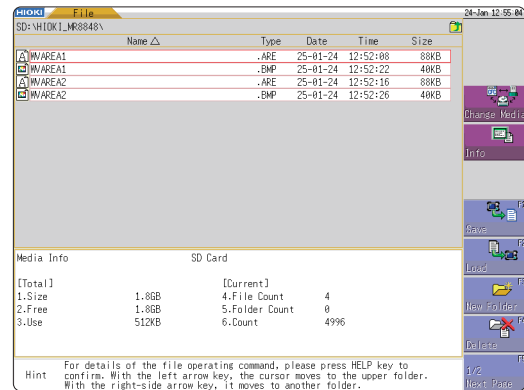 HIOKI File 24-Jan 12:55:04
SD:\HIOKI_MR8848\
Name△ Type Date Time Size
WVAREA1 .ARE 25-01-24 12:52:08 88KB
WVAREA1 .BMP 25-01-24 12:52:22 40KB
WVAREA2 .ARE 25-01-24 12:52:16 88KB
WVAREA2 .BMP 25-01-24 12:52:26 40KB
Change Media
Info
Save
Load
New Folder
Delete
1/2
Next Page
Media Info SD Card
[Total] [Current]
1.Size 1.8GB 4.File Count 4
2.Free 1.8GB 5.Folder Count 0
3.Use 512KB 6.Count 4996
Hint For details of the file operating command, please press HELP key to
confirm. With the left arrow key, the cursor moves to the upper folder.
With the right-side arrow key, it moves to another folder.